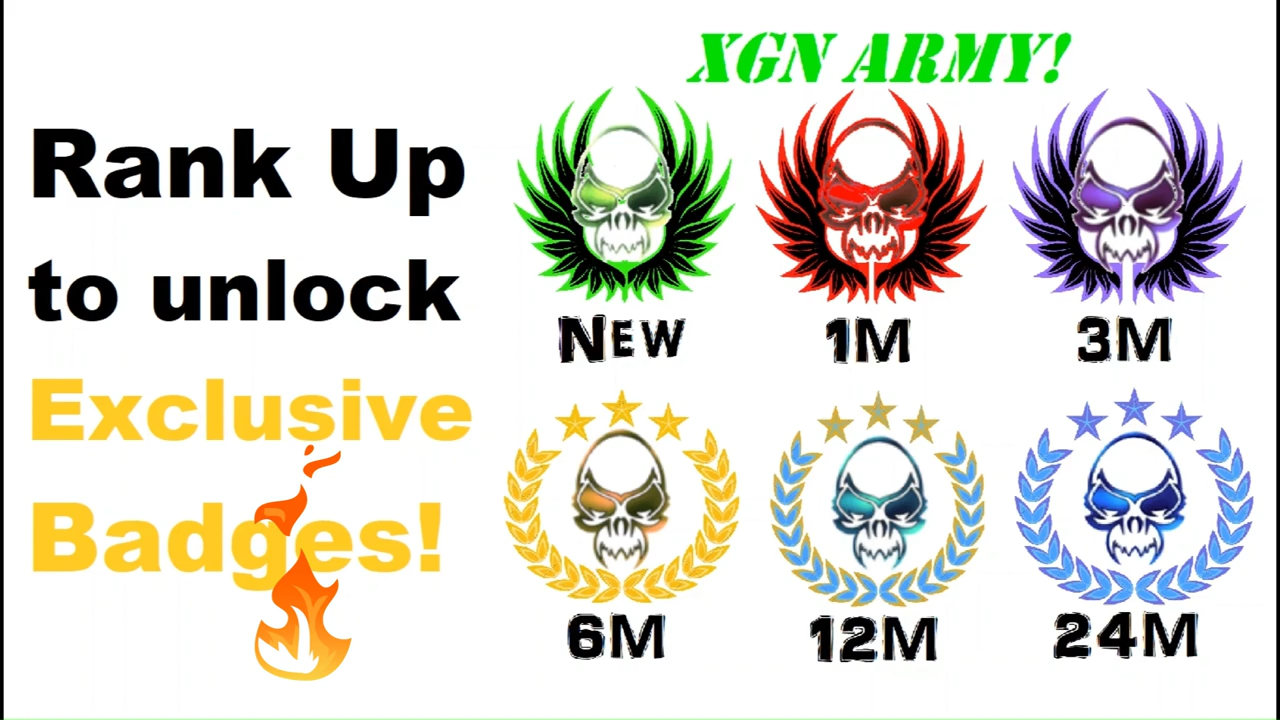 Rank Up
to unlock
Exclusive
Badges!
XGN ARMY!
NEW
1M
3M
6M
12M
24M